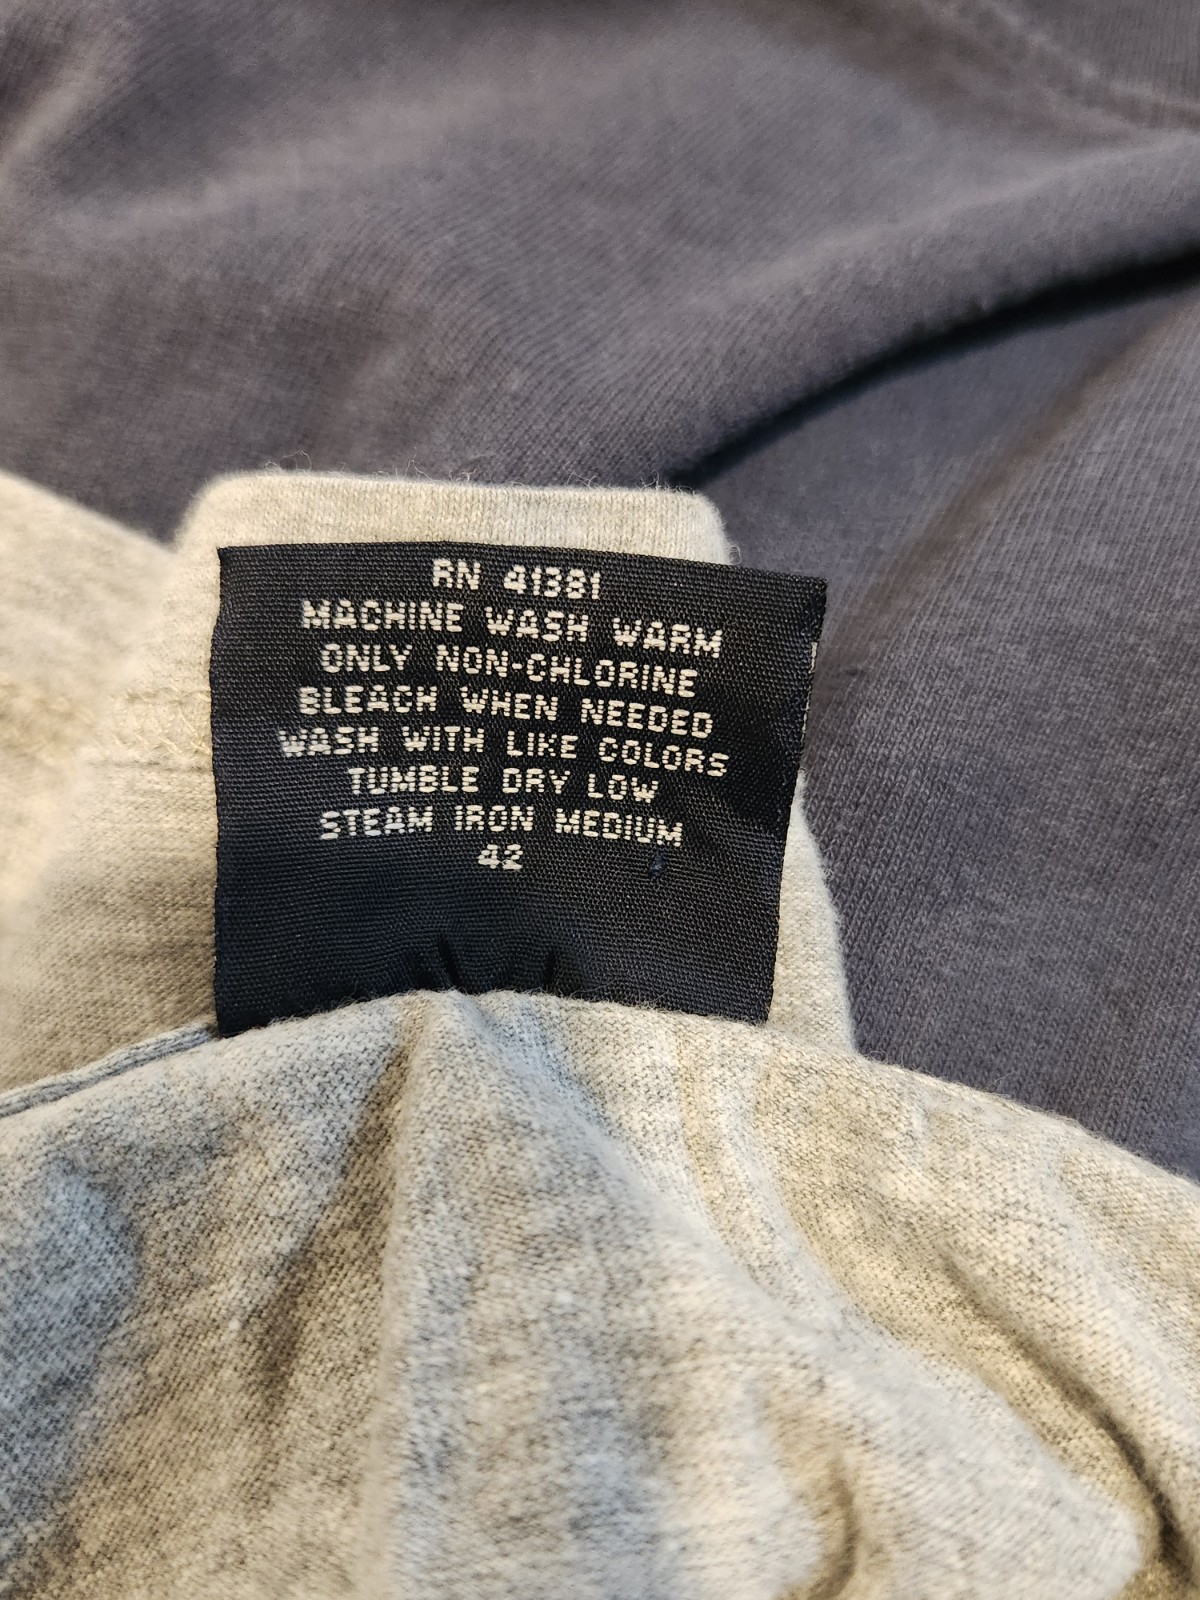 RN 41381
MACHINE WASH WARM
ONLY NON-CHLORINE
BLEACH WHEN NEEDED
WASH WITH LIKE COLORS
TUMBLE DRY LOW
STEAM IRON MEDIUM
42